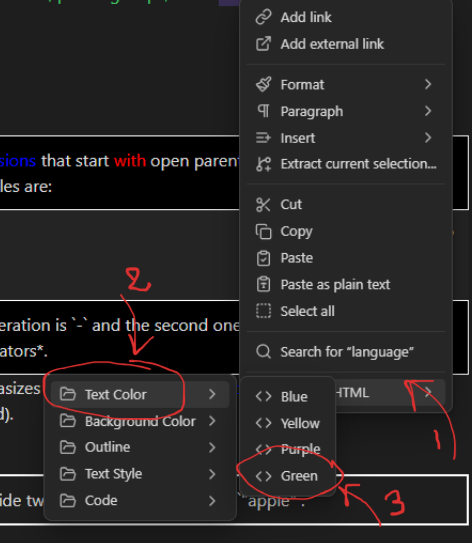 Add link
Add external link
Format
Paragraph
Insert
Extract current selection...
sions that start with open parent
les are:
Cut
Copy
Paste
Paste as plain text
Select all
2
eration is `-` and the second one
ators*.
Search for “language”
asizes
d).
HTML
1
Text Color
Background Color
Outline
Text Style
Code
Blue
Yellow
Purple
Green
3
ide tw
`"apple"`.